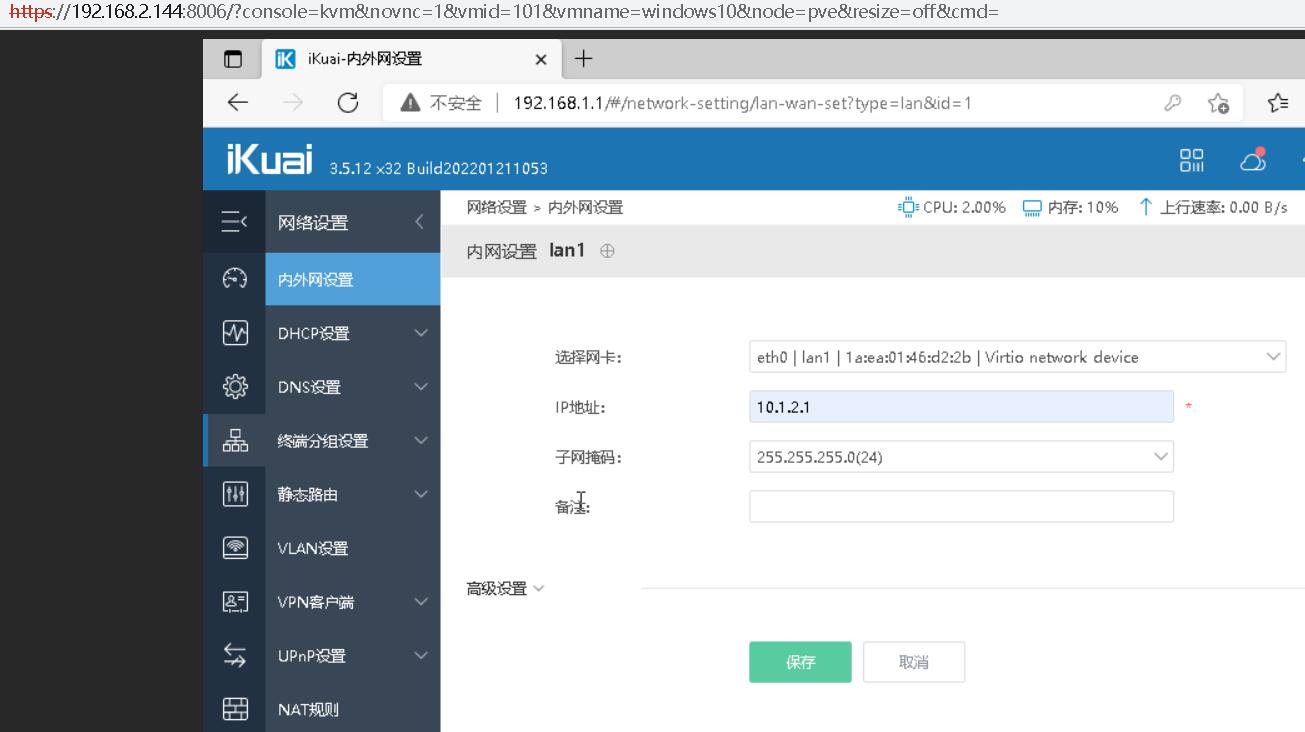 https://192.168.2.144:8006/?console=kvm&novnc=1&vmid=101&vmname=windows10&node=pve&resize=off&cmd=
iKuai-内外网设置
不安全 192.168.1.1/#/network-setting/lan-wan-set?type=lan&id=1
iKuai 3.5.12 x32 Build202201211053
网络设置
网络设置 > 内外网设置 CPU: 2.00% 内存: 10% 上行速率: 0.00 B/s
内网设置 lan1
内外网设置
DHCP设置
选择网卡: eth0 | lan1 | 1a:ea:01:46:d2:2b | Virtio network device
DNS设置
IP地址: 10.1.2.1 *
终端分组设置
子网掩码: 255.255.255.0(24)
静态路由
备注:
VLAN设置
高级设置
VPN客户端
UPnP设置
保存 取消
NAT规则